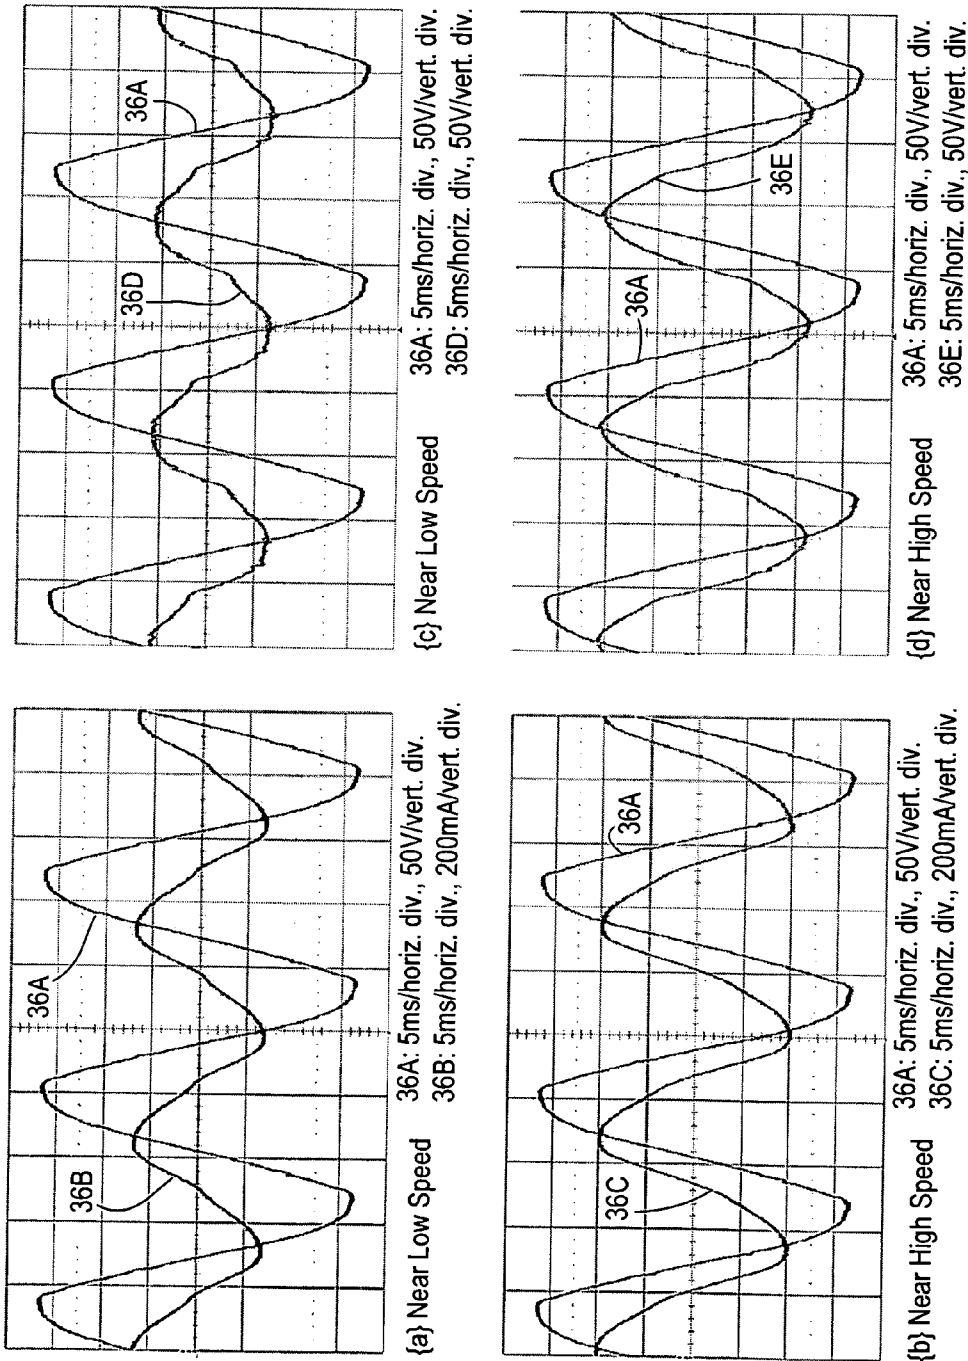 36A
36B
36A: 5ms/horiz. div., 50V/vert. div.
{a} Near Low Speed
36B: 5ms/horiz. div., 200mA/vert. div.
36A
36D
36A: 5ms/horiz. div., 50V/vert. div.
{c} Near Low Speed
36D: 5ms/horiz. div., 50V/vert. div.
36A
36C
36A: 5ms/horiz. div., 50V/vert. div.
{b} Near High Speed
36C: 5ms/horiz div., 200mA/vert. div.
36A
36E
36A: 5ms/horiz. div., 50V/vert. div.
{d} Near High Speed
36E: 5ms/horiz. div., 50V/vert. div.